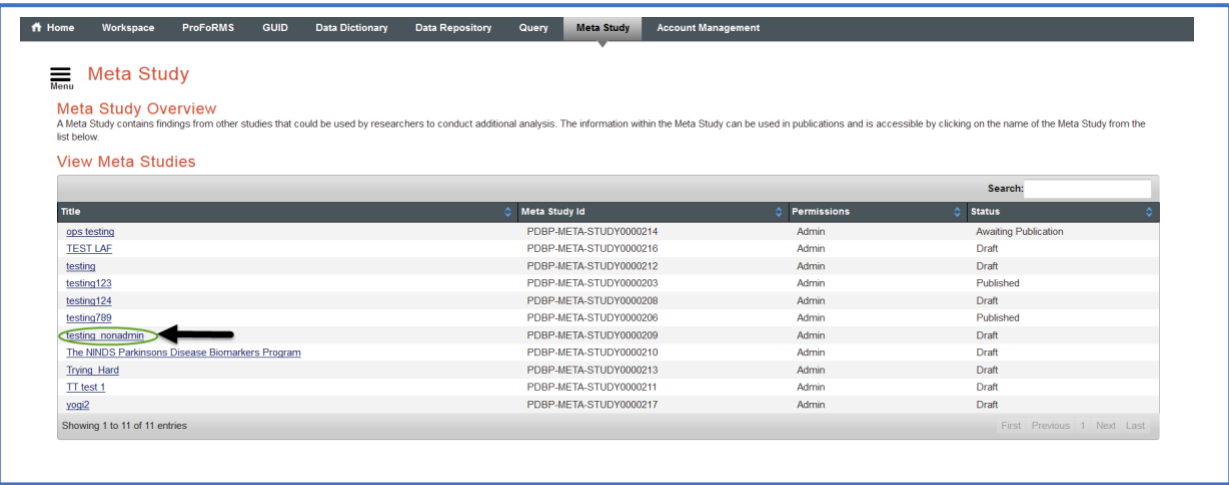 Home Workspace ProFoRMS GUID Data Dictionary Data Repository Query Meta Study Account Management
Menu Meta Study
Meta Study Overview
A Meta Study contains findings from other studies that could be used by researchers to conduct additional analysis. The information within the Meta Study can be used in publications and is accessible by clicking on the name of the Meta Study from the
list below.
View Meta Studies
Search:
Title Meta Study Id Permissions Status
ops testing PDBP-META-STUDY0000214 Admin Awaiting Publication
TEST LAF PDBP-META-STUDY0000216 Admin Draft
testing PDBP-META-STUDY0000212 Admin Draft
testing123 PDBP-META-STUDY0000203 Admin Published
testing124 PDBP-META-STUDY0000208 Admin Draft
testing789 PDBP-META-STUDY0000206 Admin Published
testing_nonadmin PDBP-META-STUDY0000209 Admin Draft
The NINDS Parkinsons Disease Biomarkers Program PDBP-META-STUDY0000210 Admin Draft
Trying_Hard PDBP-META-STUDY0000213 Admin Draft
TT test 1 PDBP-META-STUDY0000211 Admin Draft
yogi2 PDBP-META-STUDY0000217 Admin Draft
Showing 1 to 11 of 11 entries First Previous 1 Next Last